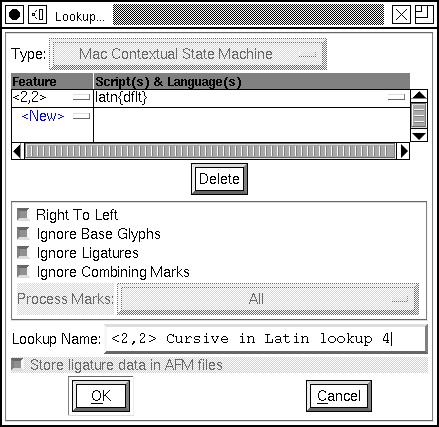 Lookup...
Type: Mac Contextual State Machine
Feature Script(s) & Language(s)
<2,2> latn{dflt}
<New>
Delete
Right To Left
Ignore Base Glyphs
Ignore Ligatures
Ignore Combining Marks
Process Marks: All
Lookup Name: <2,2> Cursive in Latin lookup 4
Store ligature data in AFM files
OK Cancel